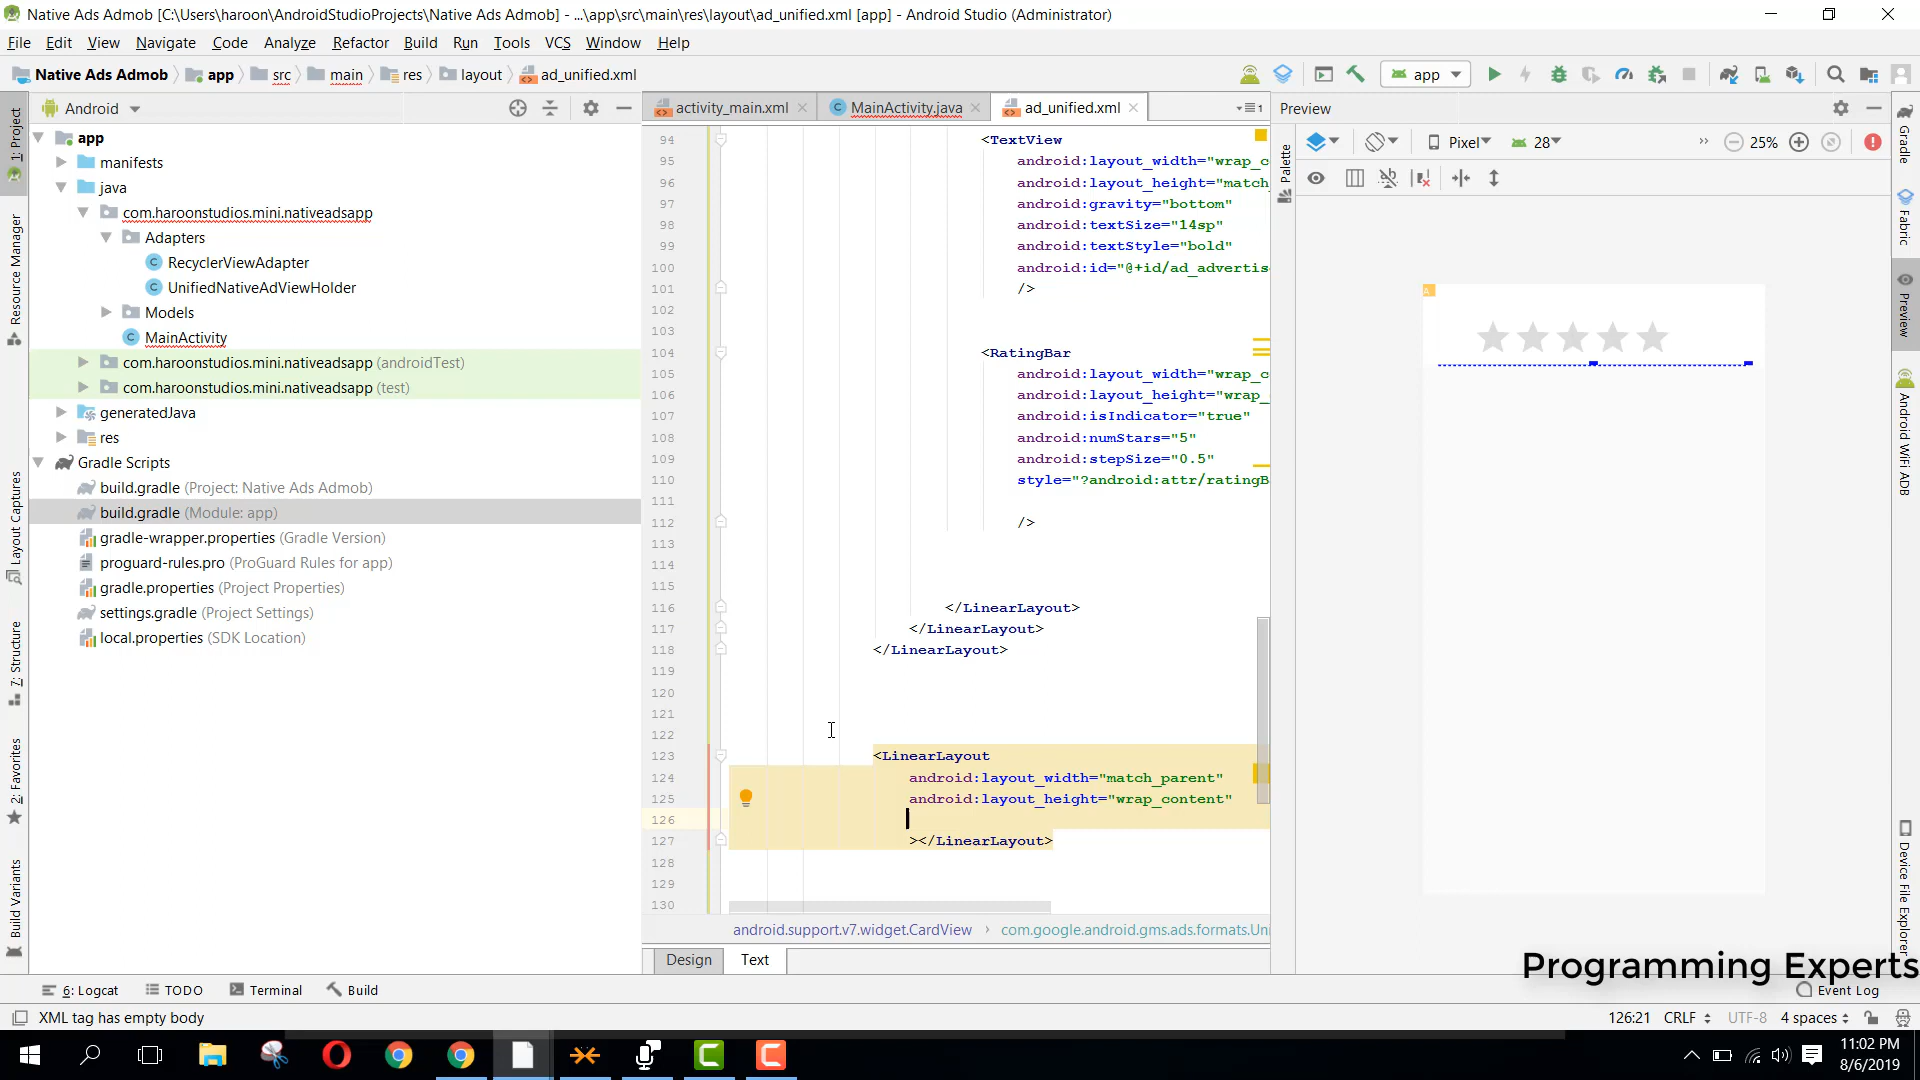 Native Ads Admob [C:\Users\haroon\AndroidStudioProjects\Native Ads Admob] - ...\app\src\main\res\layout\ad_unified.xml [app] - Android Studio (Administrator)
File Edit View Navigate Code Analyze Refactor Build Run Tools VCS Window Help
Native Ads Admob app src main res layout ad_unified.xml app
Android
activity_main.xml MainActivity.java ad_unified.xml
Preview
Pixel 28 25%
1: Project
Resource Manager
Layout Captures
7: Structure
2: Favorites
Build Variants
app
manifests
java
com.haroonstudios.mini.nativeadsapp
Adapters
RecyclerViewAdapter
UnifiedNativeAdViewHolder
Models
MainActivity
com.haroonstudios.mini.nativeadsapp (androidTest)
com.haroonstudios.mini.nativeadsapp (test)
generatedJava
res
Gradle Scripts
build.gradle (Project: Native Ads Admob)
build.gradle (Module: app)
gradle-wrapper.properties (Gradle Version)
proguard-rules.pro (ProGuard Rules for app)
gradle.properties (Project Properties)
settings.gradle (Project Settings)
local.properties (SDK Location)
94 <TextView
95 android:layout_width="wrap_c
96 android:layout_height="match_
97 android:gravity="bottom"
98 android:textSize="14sp"
99 android:textStyle="bold"
100 android:id="@+id/ad_advertis
101 />
102
103
104 <RatingBar
105 android:layout_width="wrap_c
106 android:layout_height="wrap_
107 android:isIndicator="true"
108 android:numStars="5"
109 android:stepSize="0.5"
110 style="?android:attr/ratingB
111
112 />
113
114
115
116 </LinearLayout>
117 </LinearLayout>
118 </LinearLayout>
119
120
121
122
123 <LinearLayout
124 android:layout_width="match_parent"
125 android:layout_height="wrap_content"
126
127 ></LinearLayout>
128
129
130
android.support.v7.widget.CardView › com.google.android.gms.ads.formats.Uni
Design Text
Palette
Gradle
Fabric
Preview
Android WiFi ADB
Device File Explorer
Programming Experts
6: Logcat TODO Terminal Build Event Log
XML tag has empty body 126:21 CRLF UTF-8 4 spaces
11:02 PM
8/6/2019